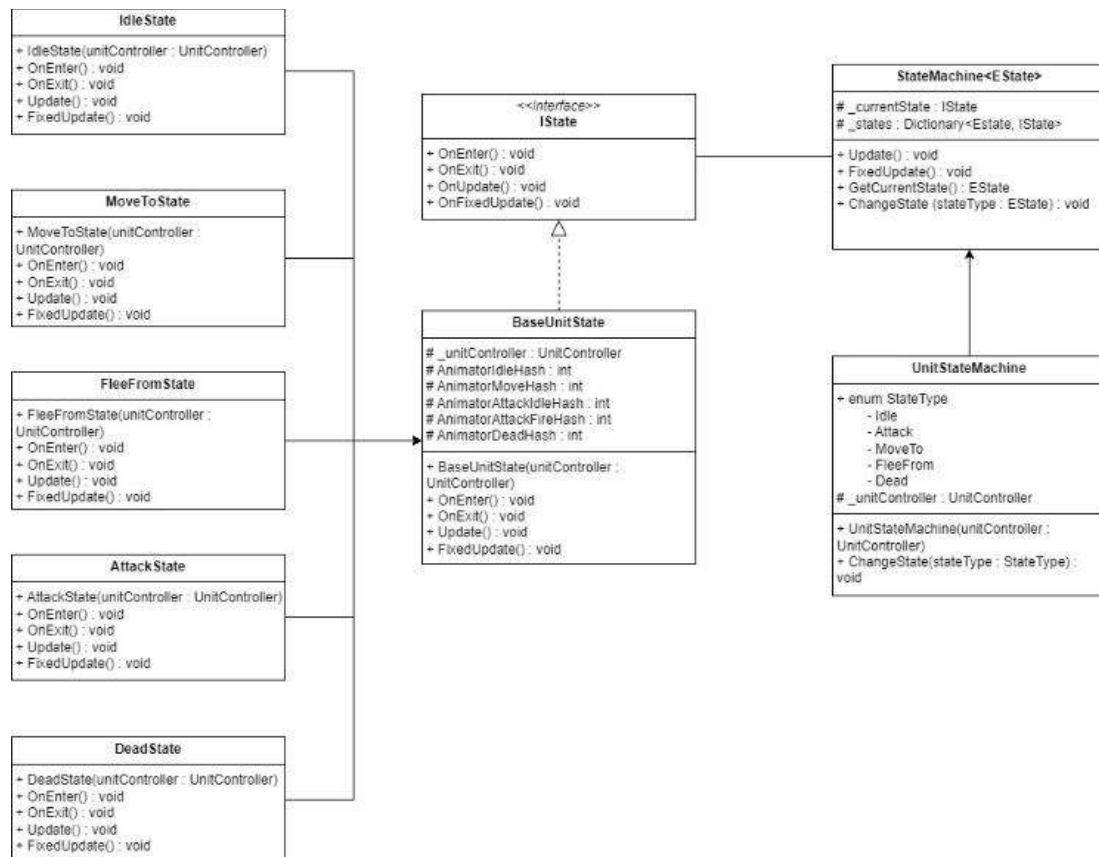 IdleState
+ IdleState(unitController : UnitController)
+ OnEnter() : void
+ OnExit() : void
+ Update() : void
+ FixedUpdate() : void
MoveToState
+ MoveToState(unitController :
UnitController)
+ OnEnter() : void
+ OnExit() : void
+ Update() : void
+ FixedUpdate() : void
FleeFromState
+ FleeFromState(unitController :
UnitController)
+ OnEnter() : void
+ OnExit() : void
+ Update() : void
+ FixedUpdate() : void
AttackState
+ AttackState(unitController : UnitController)
+ OnEnter() : void
+ OnExit() : void
+ Update() : void
+ FixedUpdate() : void
DeadState
+ DeadState(unitController : UnitController)
+ OnEnter() : void
+ OnExit() : void
+ Update() : void
+ FixedUpdate() : void
<<Interface>>
IState
+ OnEnter() : void
+ OnExit() : void
+ OnUpdate() : void
+ OnFixedUpdate() : void
BaseUnitState
# _unitController : UnitController
# AnimatorIdleHash : int
# AnimatorMoveHash : int
# AnimatorAttackIdleHash : int
# AnimatorAttackFireHash : int
# AnimatorDeadHash : int
+ BaseUnitState(unitController :
UnitController)
+ OnEnter() : void
+ OnExit() : void
+ Update() : void
+ FixedUpdate() : void
StateMachine<EState>
# _currentState : IState
# _states : Dictionary<Estate, IState>
+ Update() : void
+ FixedUpdate() : void
+ GetCurrentState() : EState
+ ChangeState (stateType : EState) : void
UnitStateMachine
+ enum StateType
- Idle
- Attack
- MoveTo
- FleeFrom
- Dead
# _unitController : UnitController
+ UnitStateMachine(unitController :
UnitController)
+ ChangeState(stateType : StateType) :
void